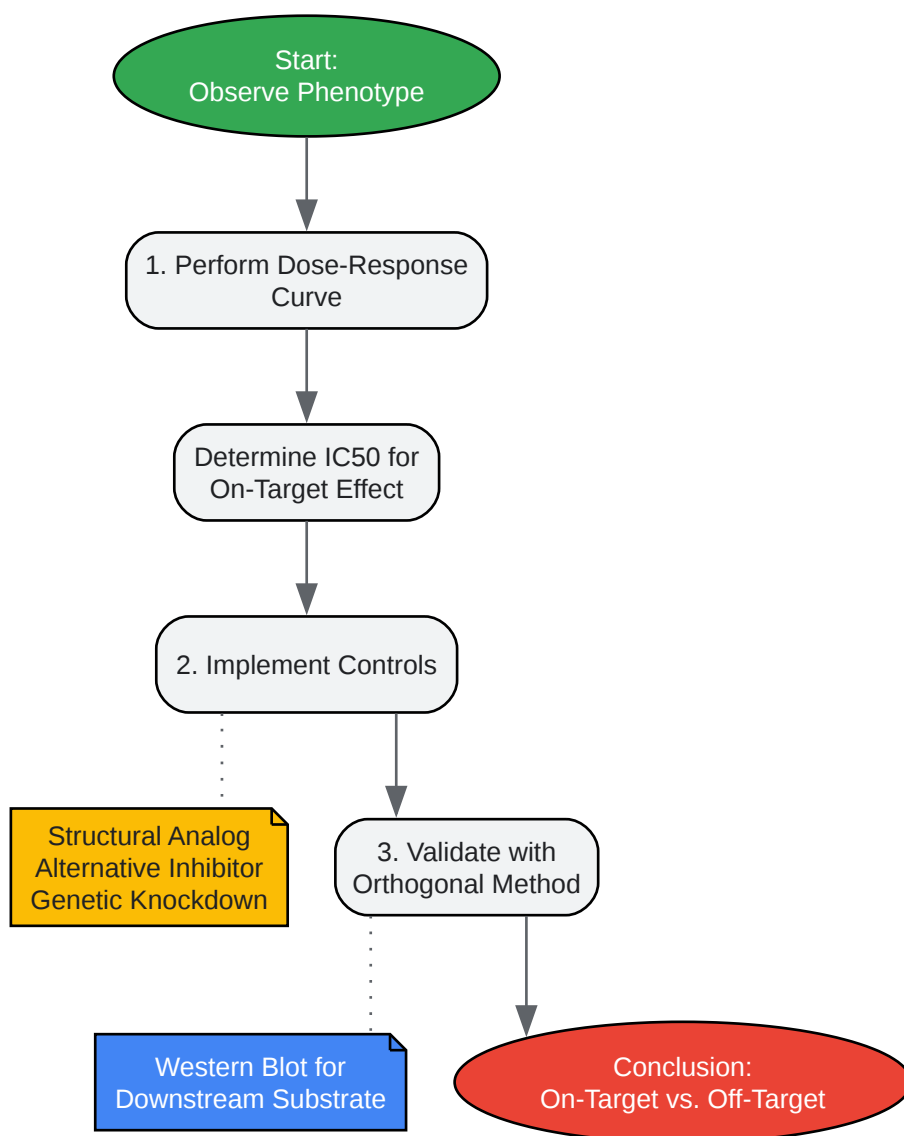 Start:
Observe Phenotype
1. Perform Dose-Response
Curve
Determine IC50 for
On-Target Effect
2. Implement Controls
Structural Analog
Alternative Inhibitor
Genetic Knockdown
3. Validate with
Orthogonal Method
Western Blot for
Downstream Substrate
Conclusion:
On-Target vs. Off-Target